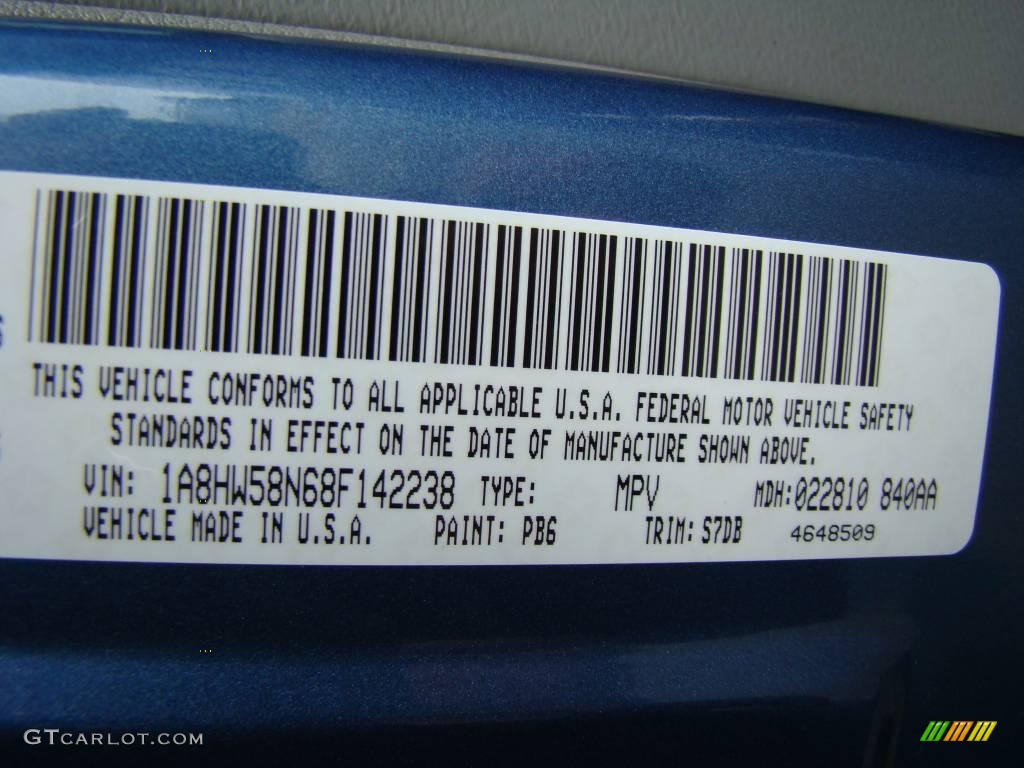 THIS VEHICLE CONFORMS TO ALL APPLICABLE U.S.A. FEDERAL MOTOR VEHICLE SAFETY
STANDARDS IN EFFECT ON THE DATE OF MANUFACTURE SHOWN ABOVE.
VIN: 1A8HW58N68F142238 TYPE: MPV MDH:022810 840AA
VEHICLE MADE IN U.S.A. PAINT: PB6 TRIM: S7DB 4648509
GTCARLOT.COM